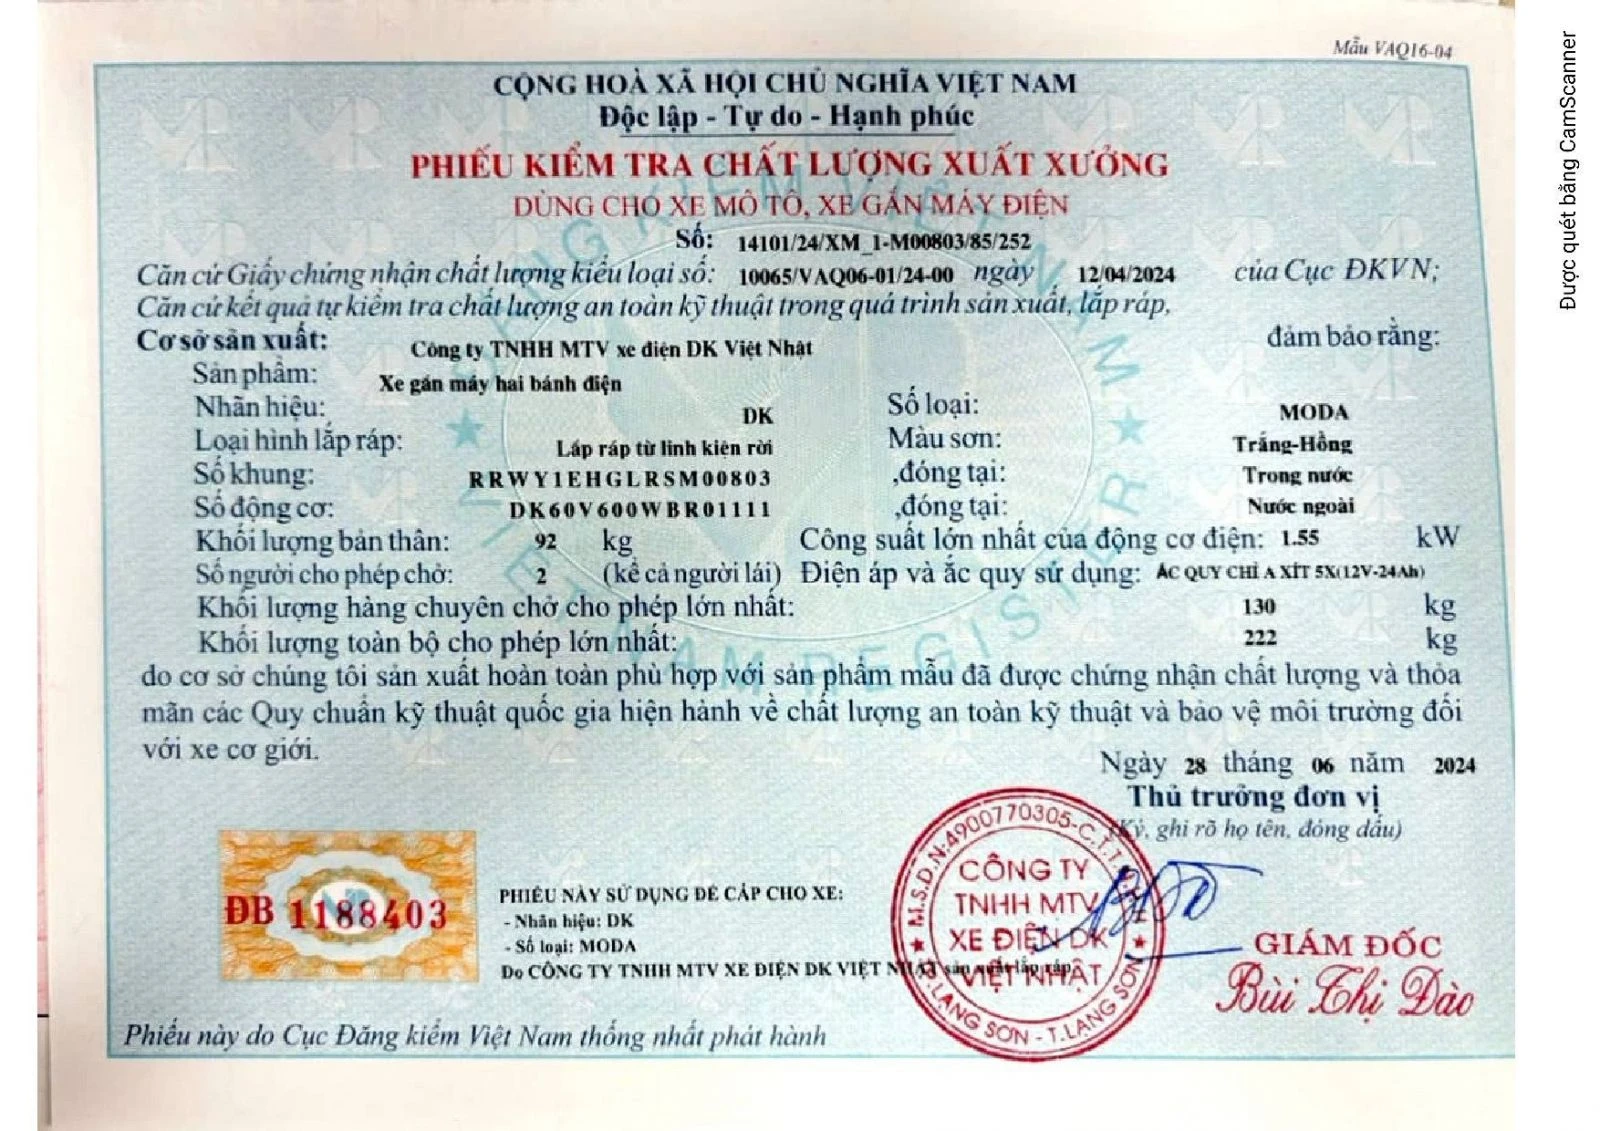 Mẫu VAQ16-04
CỘNG HOÀ XÃ HỘI CHỦ NGHĨA VIỆT NAM
Độc lập - Tự do - Hạnh phúc
PHIẾU KIỂM TRA CHẤT LƯỢNG XUẤT XƯỞNG
DÙNG CHO XE MÔ TÔ, XE GẮN MÁY ĐIỆN
Số: 14101/24/XM_1-M00803/85/252
Căn cứ Giấy chứng nhận chất lượng kiểu loại số: 10065/VAQ06-01/24-00 ngày 12/04/2024 của Cục ĐKVN;
Căn cứ kết quả tự kiểm tra chất lượng an toàn kỹ thuật trong quá trình sản xuất, lắp ráp,
Cơ sở sản xuất: Công ty TNHH MTV xe điện DK Việt Nhật đảm bảo rằng:
Sản phẩm: Xe gắn máy hai bánh điện
Nhãn hiệu: DK Số loại: MODA
Loại hình lắp ráp: Lắp ráp từ linh kiện rời Màu sơn: Trắng-Hồng
Số khung: RRWY1EHGLRSM00803 ,đóng tại: Trong nước
Số động cơ: DK60V600WBR01111 ,đóng tại: Nước ngoài
Khối lượng bản thân: 92 kg Công suất lớn nhất của động cơ điện: 1.55 kW
Số người cho phép chở: 2 (kể cả người lái) Điện áp và ắc quy sử dụng: ẮC QUY CHÌ A XÍT 5X(12V-24Ah)
Khối lượng hàng chuyên chở cho phép lớn nhất: 130 kg
Khối lượng toàn bộ cho phép lớn nhất: 222 kg
do cơ sở chúng tôi sản xuất hoàn toàn phù hợp với sản phẩm mẫu đã được chứng nhận chất lượng và thỏa
mãn các Quy chuẩn kỹ thuật quốc gia hiện hành về chất lượng an toàn kỹ thuật và bảo vệ môi trường đối
với xe cơ giới.
Ngày 28 tháng 06 năm 2024
Thủ trưởng đơn vị
(Ký, ghi rõ họ tên, đóng dấu)
M.S.D.N:4900770305-C.T.T.
CÔNG TY
TNHH MTV
XE ĐIỆN DK
VIỆT NHẬT
P. LẠNG SƠN - T. LẠNG SƠN
GIÁM ĐỐC
Bùi Thị Đào
ĐB 1188403
PHIẾU NÀY SỬ DỤNG ĐỂ CẤP CHO XE:
- Nhãn hiệu: DK
- Số loại: MODA
Do CÔNG TY TNHH MTV XE ĐIỆN DK VIỆT NHẬT sản xuất lắp ráp
Phiếu này do Cục Đăng kiểm Việt Nam thống nhất phát hành
ĐĂNG KIỂM VIỆT NAM
VIETNAM REGISTER
Được quét bằng CamScanner